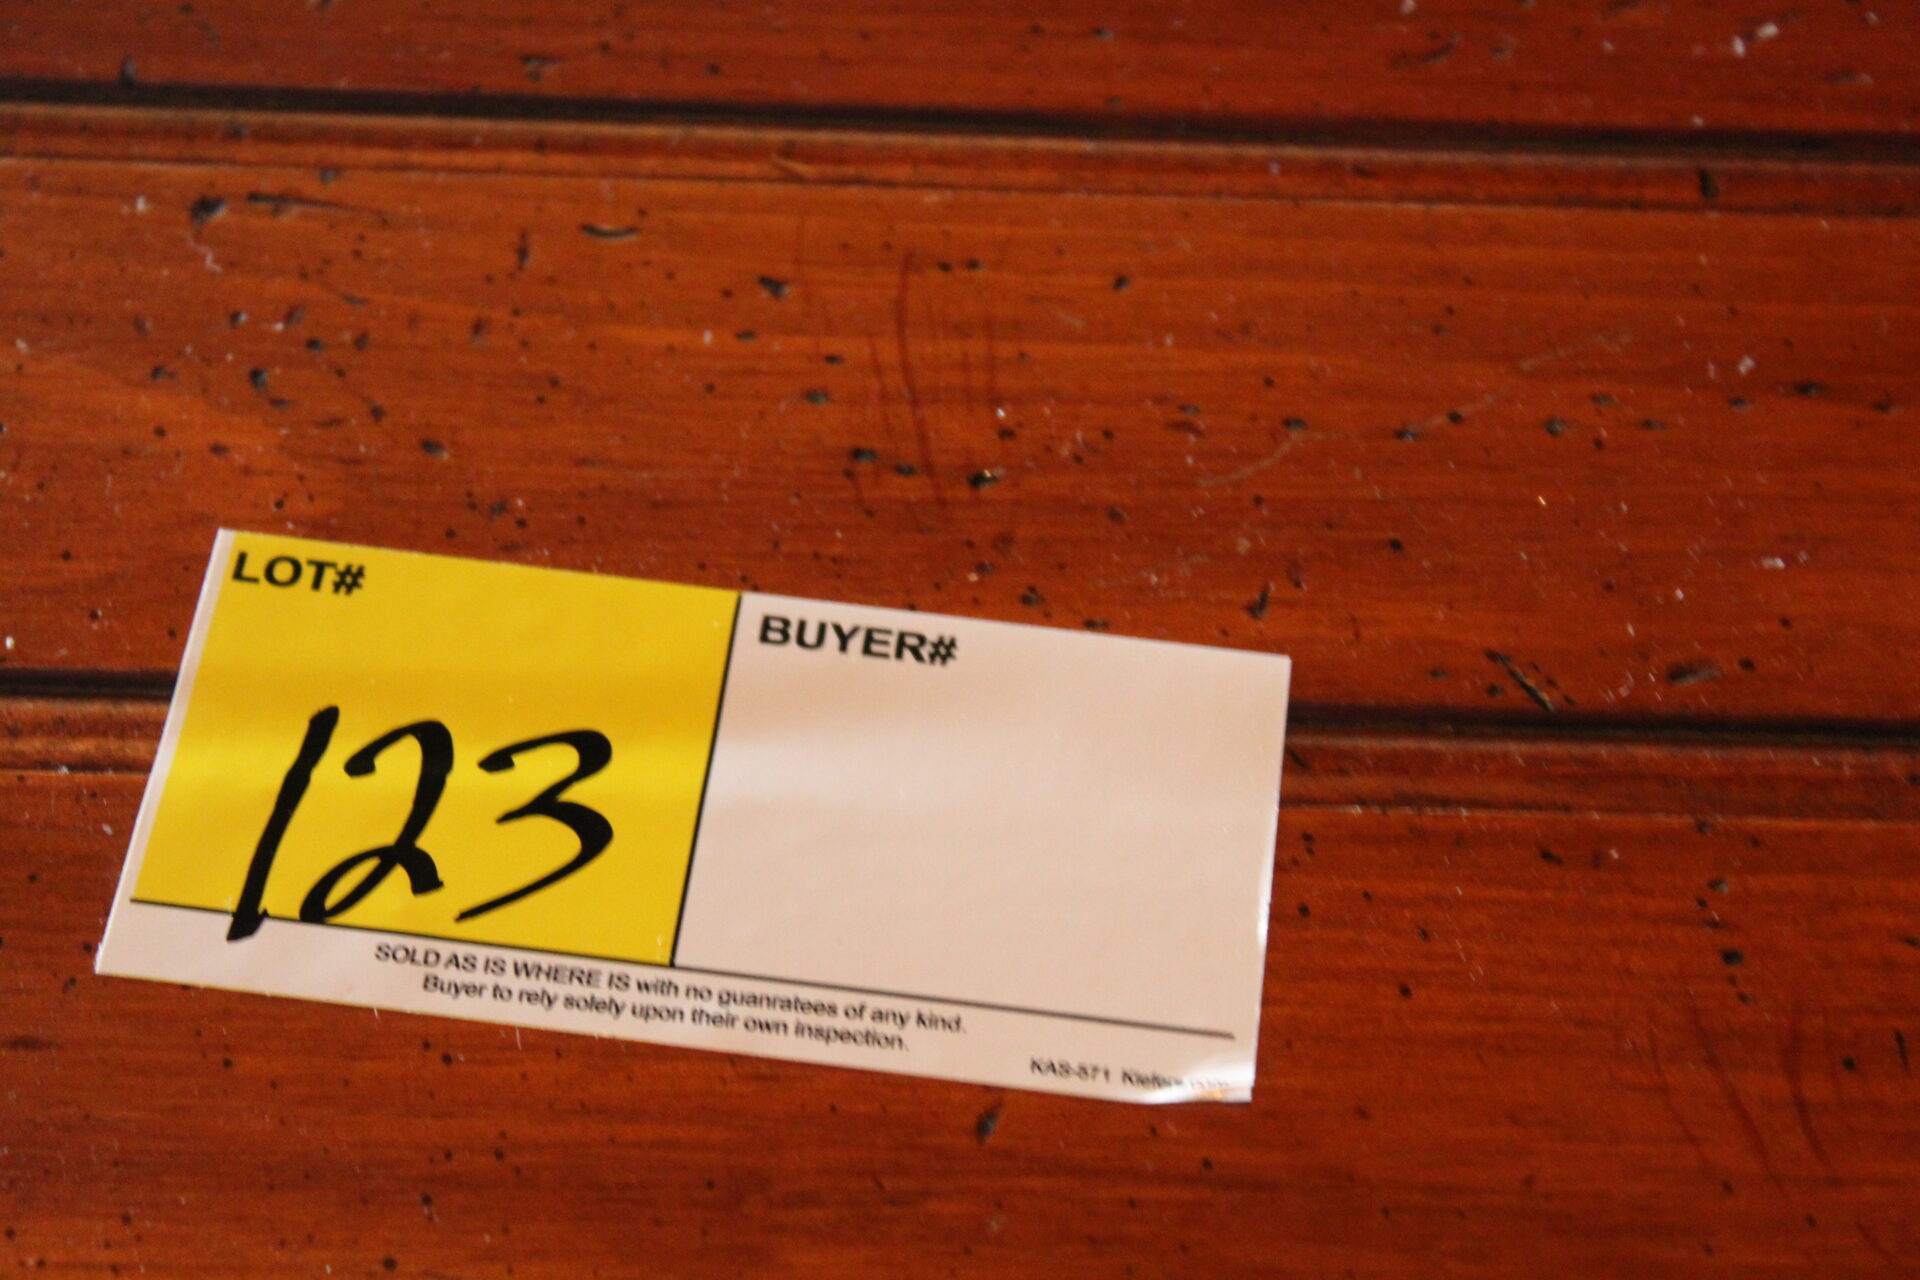 LOT#
123
BUYER#
SOLD AS IS WHERE IS with no guanratees of any kind.
Buyer to rely solely upon their own inspection.
KAS-571